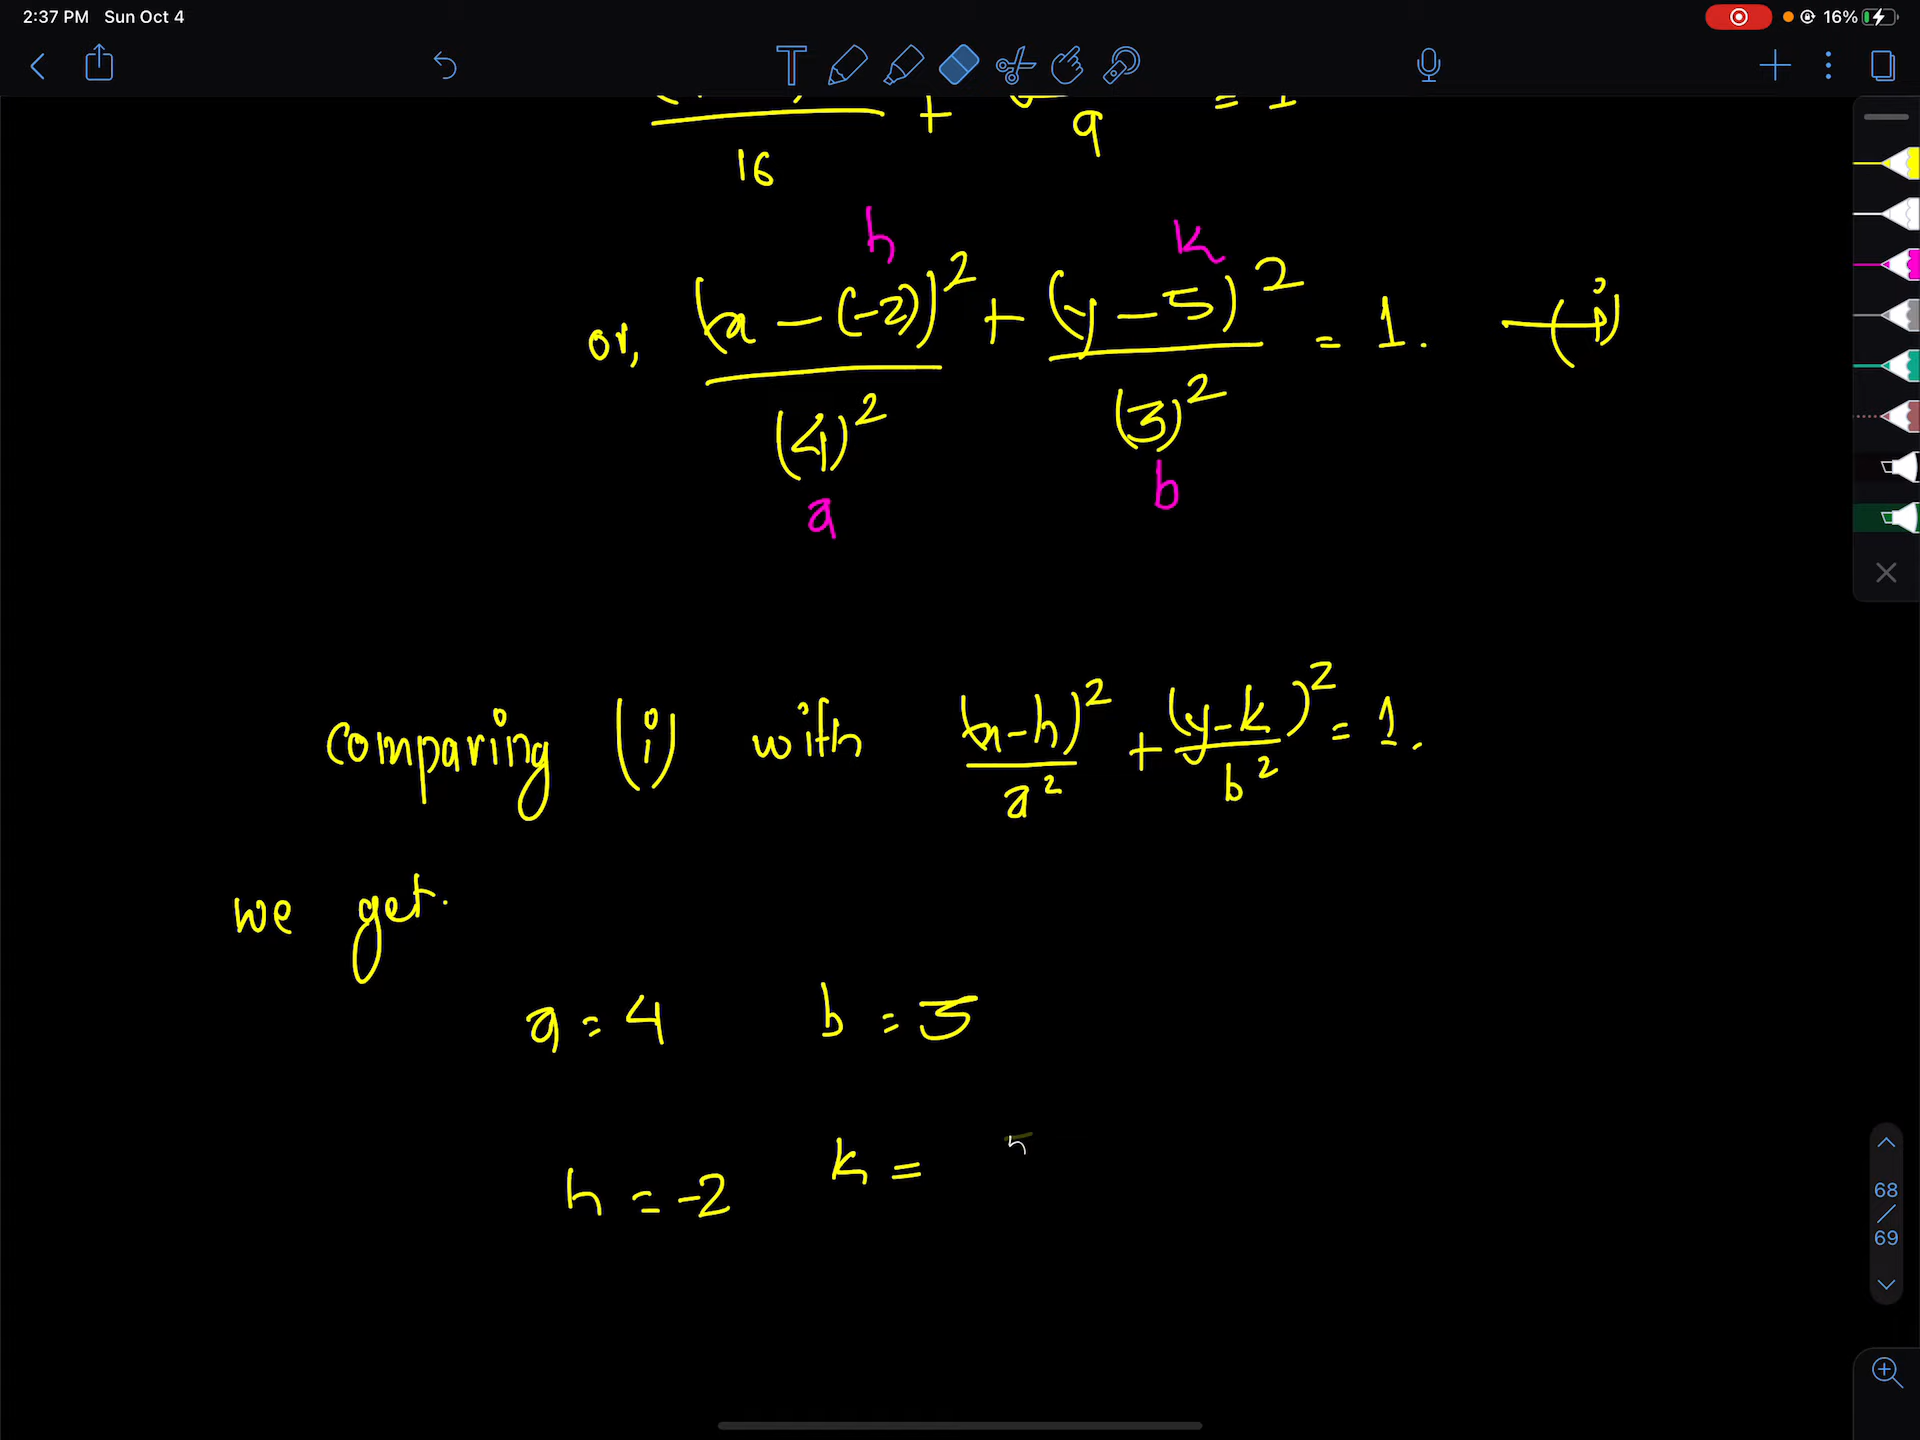 2:37 PM Sun Oct 4 16%
T
16 + 9 = 1
h k
or, (x - (-2))² / (4)² + (y - 5)² / (3)² = 1. —(i)
a b
comparing (i) with (x-h)² / a² + (y-k)² / b² = 1.
we get.
a = 4 b = 3
h = -2 k =
68 / 69